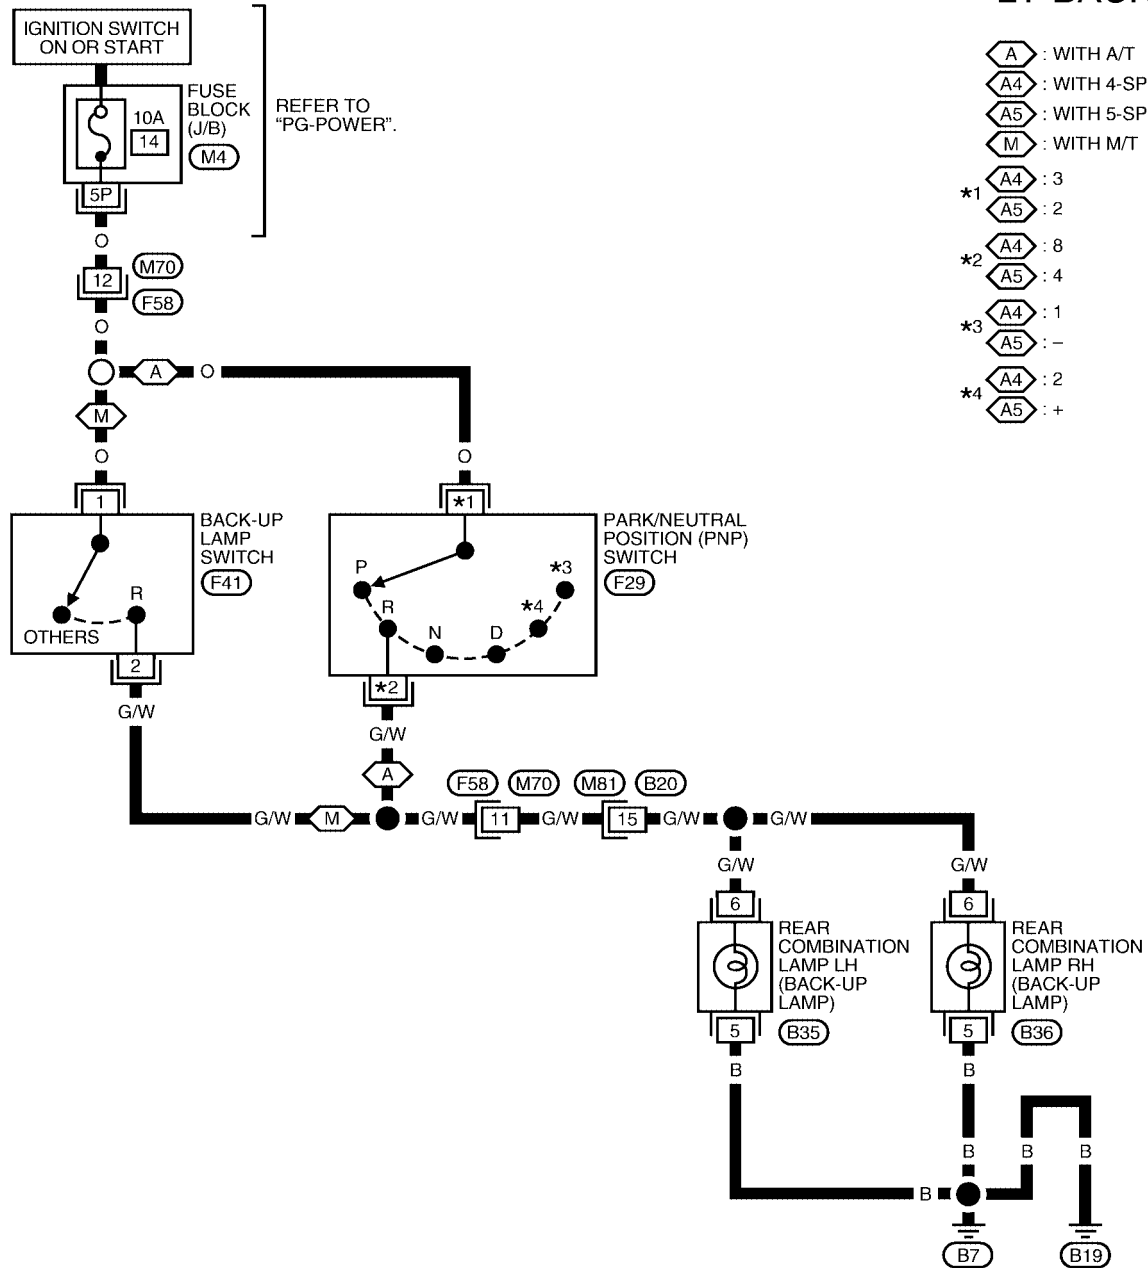 IGNITION SWITCH
ON OR START
FUSE
BLOCK
(J/B)
10A
14
M4
REFER TO
“PG-POWER”.
5P
O
12
M70
F58
O
A
O
M
O
O
A : WITH A/T
A4 : WITH 4-SP
A5 : WITH 5-SP
M : WITH M/T
*1
A4 : 3
A5 : 2
*2
A4 : 8
A5 : 4
*3
A4 : 1
A5 : –
*4
A4 : 2
A5 : +
1
BACK-UP
LAMP
SWITCH
F41
R
OTHERS
2
G/W
*1
PARK/NEUTRAL
POSITION (PNP)
SWITCH
F29
P
R
N
D
*4
*3
*2
G/W
A
G/W
M
G/W
F58
M70
11
G/W
M81
B20
15
G/W
G/W
G/W
G/W
6
REAR
COMBINATION
LAMP LH
(BACK-UP
LAMP)
5
B35
6
REAR
COMBINATION
LAMP RH
(BACK-UP
LAMP)
5
B36
B
B
B
B
B
B
B7
B19